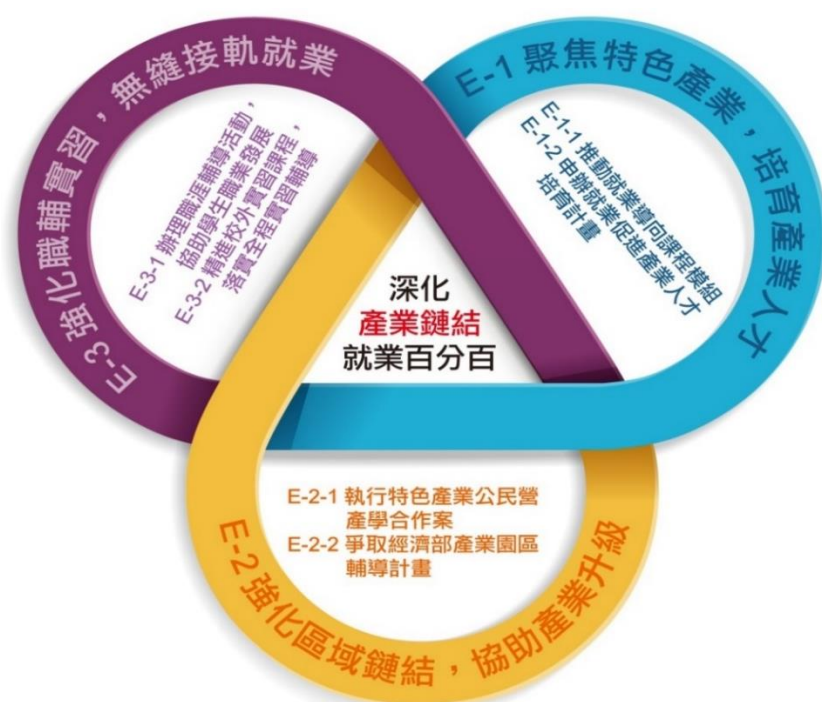 深化
產業鏈結
就業百分百
E-1 聚焦特色產業，培育產業人才
E-1-1 推動就業導向課程模組
E-1-2 申辦就業促進產業人才
培育計畫
E-2 強化區域鏈結，協助產業升級
E-2-1 執行特色產業公民營
產學合作案
E-2-2 爭取經濟部產業園區
輔導計畫
E-3 強化職輔實習，無縫接軌就業
E-3-1 辦理職涯輔導活動，
協助學生職業發展
E-3-2 精進校外實習課程，
落實全程實習輔導